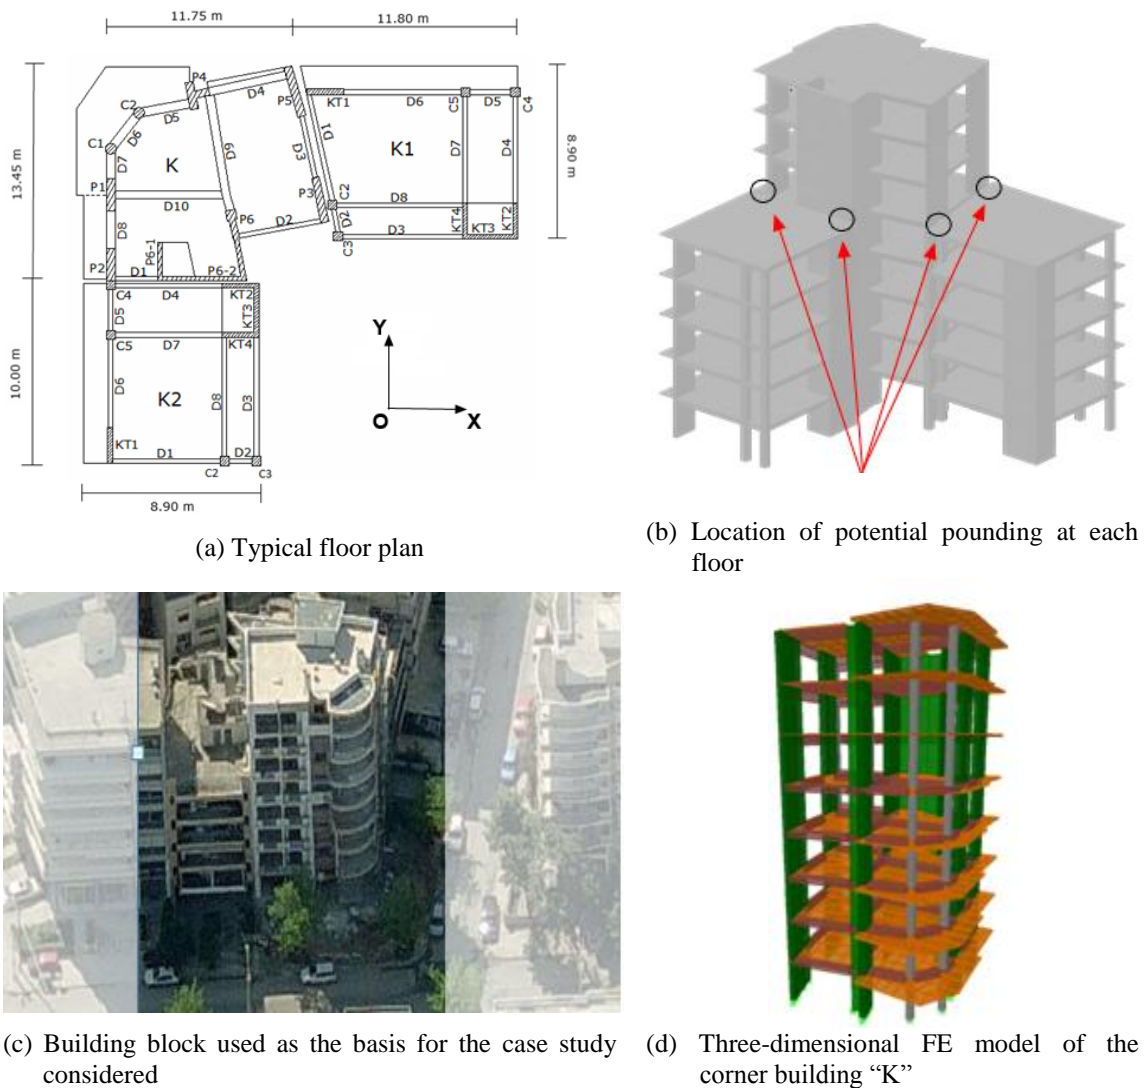 11.75 m
11.80 m
13.45 m
10.00 m
8.90 m
8.90 m
P4
D4
P5
KT1
D6
C5
D5
C4
C2
D5
D6
C1
D7
K
D9
D3
D1
K1
D7
D4
P1
D10
P3
C2
D8
KT4
KT2
D8
P6
D2
D2
C3
D3
KT3
P2
P6-1
D1
P6-2
C4
D4
KT2
KT3
D5
C5
D7
KT4
D6
K2
D8
D3
KT1
D1
D2
C2
C3
Y
O
X
(a) Typical floor plan
(b) Location of potential pounding at each
floor
(c) Building block used as the basis for the case study
considered
(d) Three-dimensional FE model of the
corner building “K”